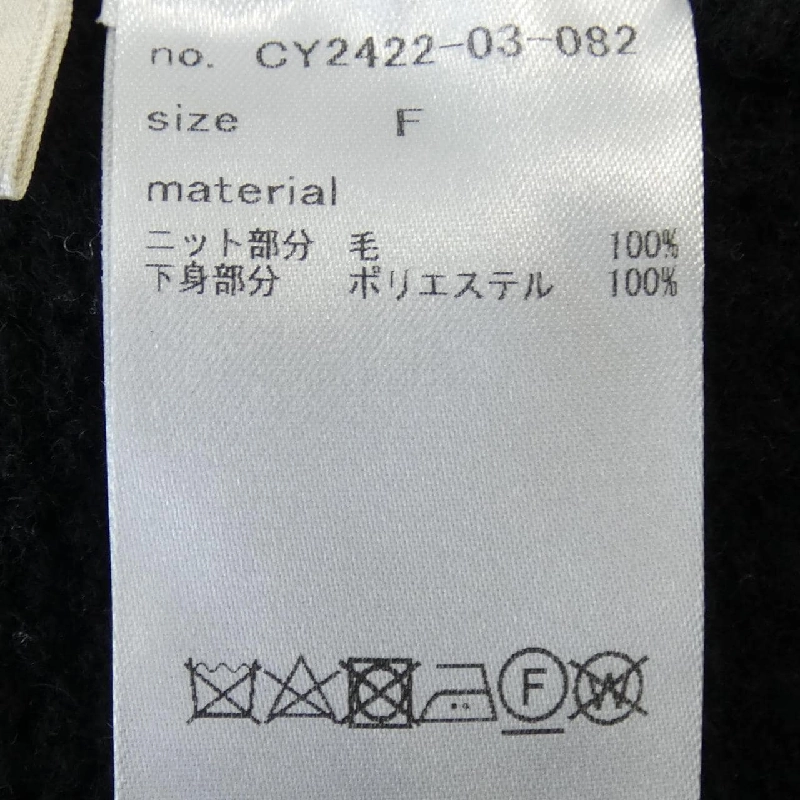 no. CY2422-03-082
size F
material
ニット部分 毛 100%
下身部分 ポリエステル 100%
F W